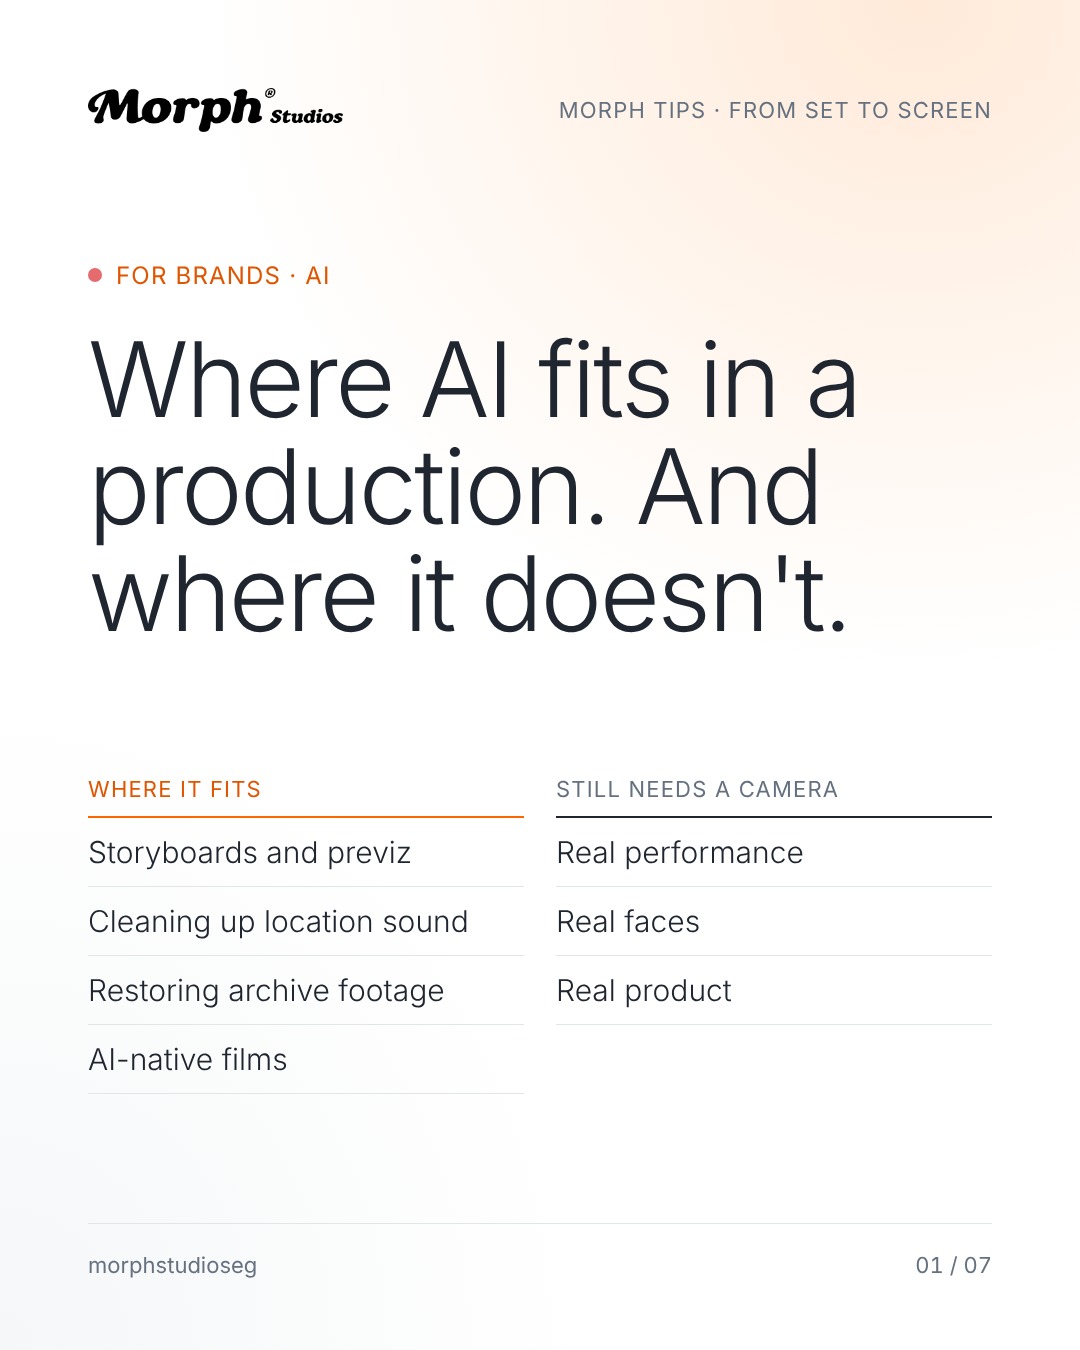 Morph® Studios
MORPH TIPS · FROM SET TO SCREEN
FOR BRANDS · AI
Where AI fits in a
production. And
where it doesn't.
WHERE IT FITS
Storyboards and previz
Cleaning up location sound
Restoring archive footage
AI-native films
STILL NEEDS A CAMERA
Real performance
Real faces
Real product
morphstudioseg
01 / 07